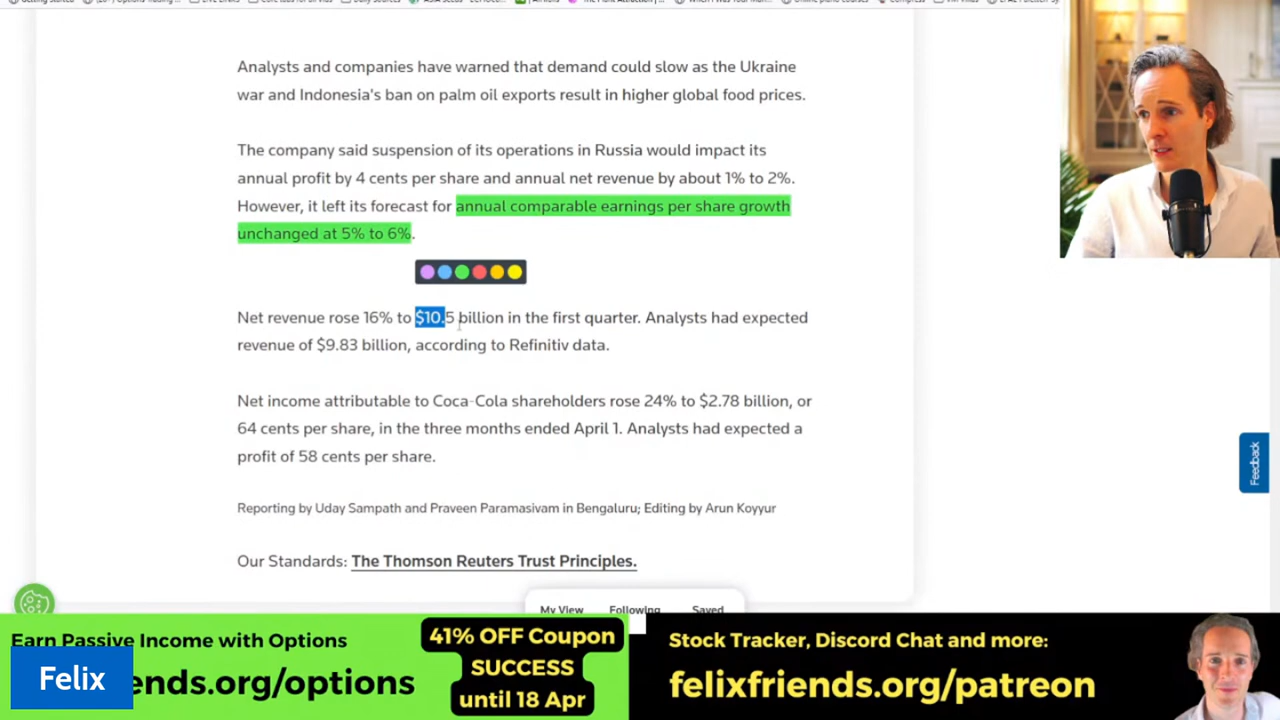 Analysts and companies have warned that demand could slow as the Ukraine
war and Indonesia's ban on palm oil exports result in higher global food prices.
The company said suspension of its operations in Russia would impact its
annual profit by 4 cents per share and annual net revenue by about 1% to 2%.
However, it left its forecast for annual comparable earnings per share growth
unchanged at 5% to 6%.
Net revenue rose 16% to $10.5 billion in the first quarter. Analysts had expected
revenue of $9.83 billion, according to Refinitiv data.
Net income attributable to Coca-Cola shareholders rose 24% to $2.78 billion, or
64 cents per share, in the three months ended April 1. Analysts had expected a
profit of 58 cents per share.
Reporting by Uday Sampath and Praveen Paramasivam in Bengaluru; Editing by Arun Koyyur
Our Standards: The Thomson Reuters Trust Principles.
Feedback
My View Following Saved
Earn Passive Income with Options
Felix
ends.org/options
41% OFF Coupon
SUCCESS
until 18 Apr
Stock Tracker, Discord Chat and more:
felixfriends.org/patreon